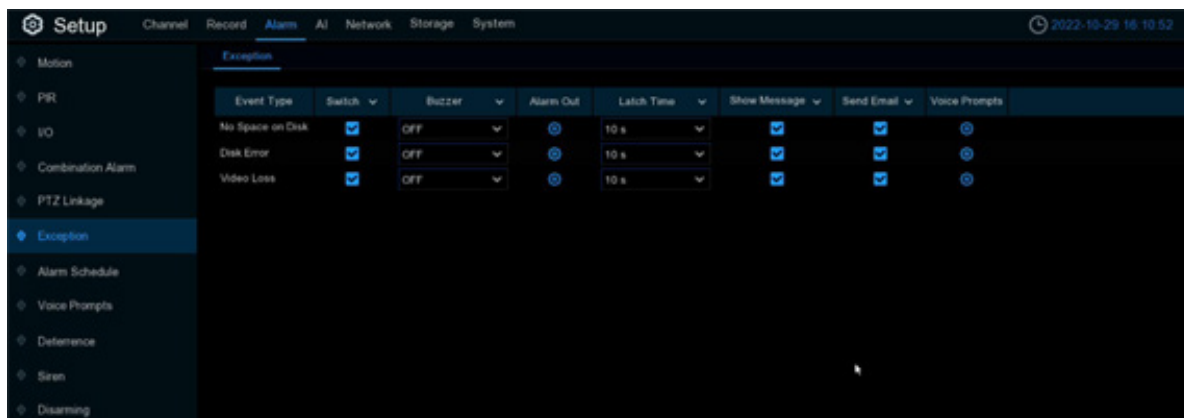 Setup Channel Record Alarm AI Network Storage System 2022-10-29 16:10:52
Motion
PIR
I/O
Combination Alarm
PTZ Linkage
Exception
Alarm Schedule
Voice Prompts
Deterrence
Siren
Disarming
Exception
Event Type Switch Buzzer Alarm Out Latch Time Show Message Send Email Voice Prompts
No Space on Disk OFF 10 s
Disk Error OFF 10 s
Video Loss OFF 10 s